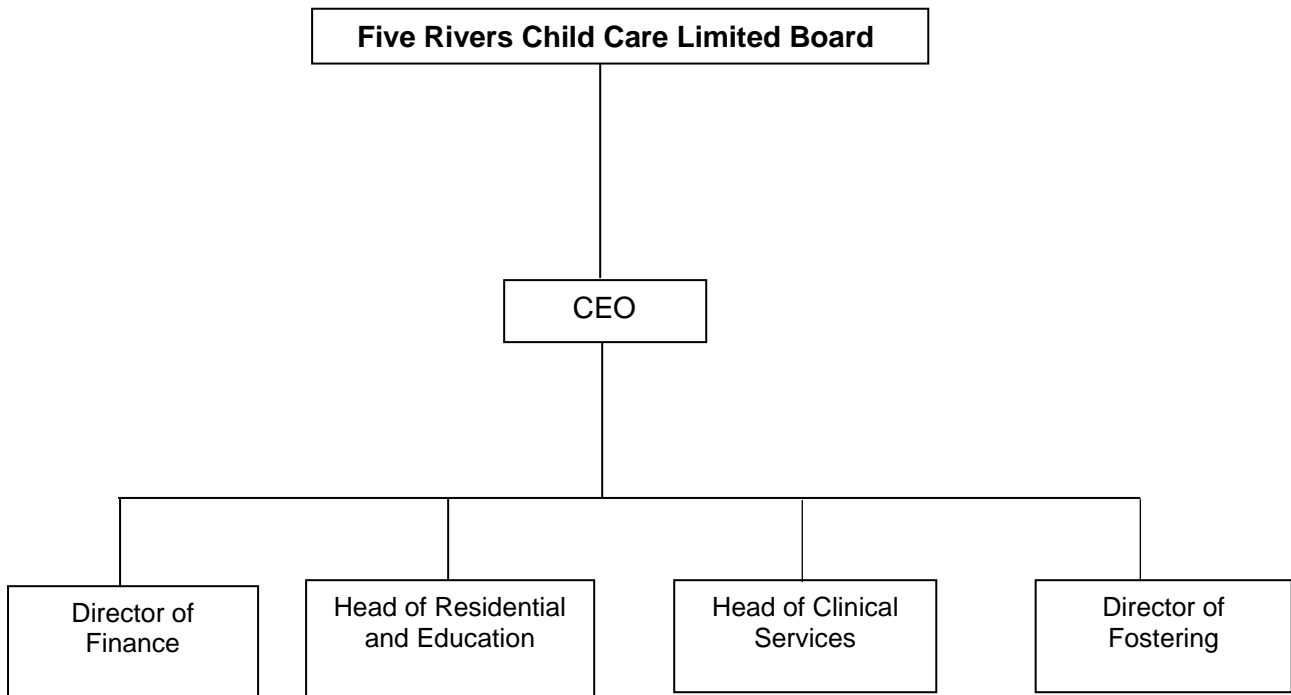 Five Rivers Child Care Limited Board
CEO
Director of
Finance
Head of Residential
and Education
Head of Clinical
Services
Director of
Fostering